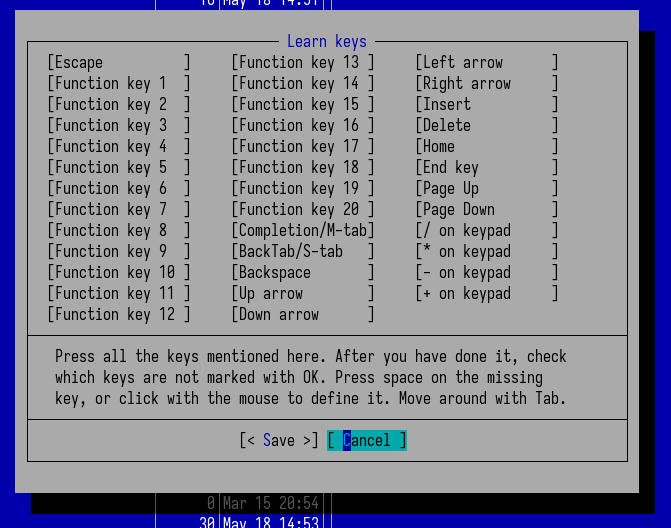 10 May 18 14:51
Learn keys
[Escape          ]     [Function key 13 ]     [Left arrow      ]
[Function key 1  ]     [Function key 14 ]     [Right arrow     ]
[Function key 2  ]     [Function key 15 ]     [Insert          ]
[Function key 3  ]     [Function key 16 ]     [Delete          ]
[Function key 4  ]     [Function key 17 ]     [Home            ]
[Function key 5  ]     [Function key 18 ]     [End key         ]
[Function key 6  ]     [Function key 19 ]     [Page Up         ]
[Function key 7  ]     [Function key 20 ]     [Page Down       ]
[Function key 8  ]     [Completion/M-tab]     [/ on keypad     ]
[Function key 9  ]     [BackTab/S-tab   ]     [* on keypad     ]
[Function key 10 ]     [Backspace       ]     [- on keypad     ]
[Function key 11 ]     [Up arrow        ]     [+ on keypad     ]
[Function key 12 ]     [Down arrow      ]
Press all the keys mentioned here. After you have done it, check
which keys are not marked with OK. Press space on the missing
key, or click with the mouse to define it. Move around with Tab.
[< Save >] [ Cancel ]
0 Mar 15 20:54
30 May 18 14:53